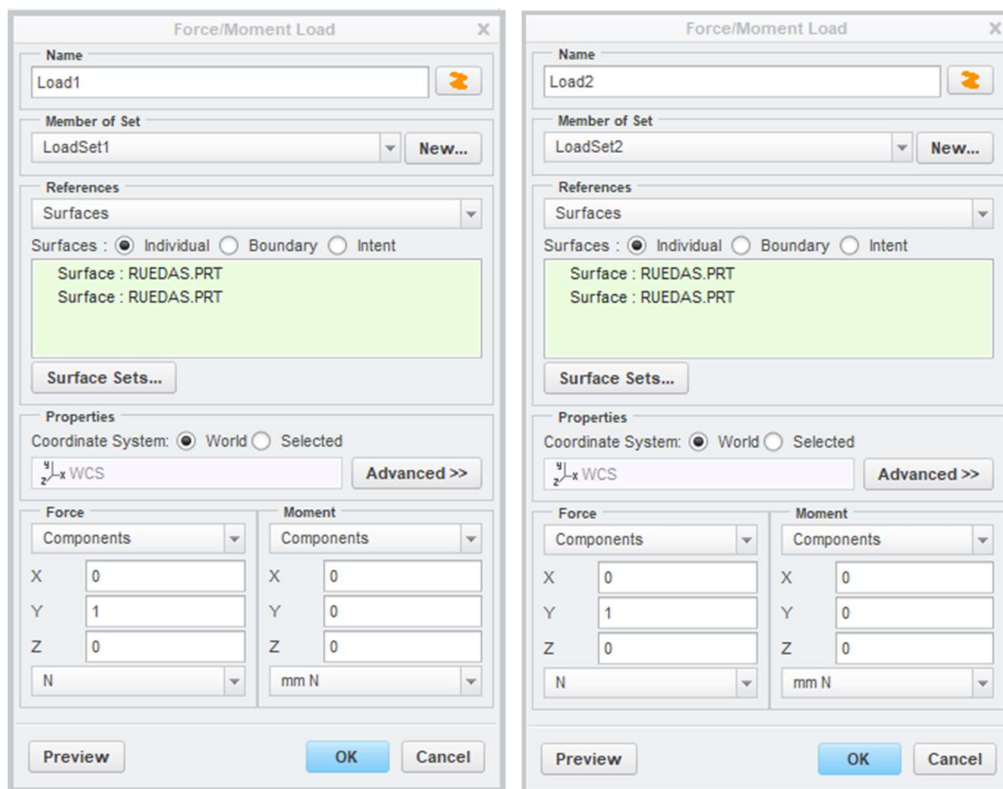 Force/Moment Load
Name
Load1
Member of Set
LoadSet1
New...
References
Surfaces
Surfaces : Individual Boundary Intent
Surface : RUEDAS.PRT
Surface : RUEDAS.PRT
Surface Sets...
Properties
Coordinate System: World Selected
y x z WCS
Advanced >>
Force
Moment
Components
Components
X 0
X 0
Y 1
Y 0
Z 0
Z 0
N
mm N
Preview
OK
Cancel
Force/Moment Load
Name
Load2
Member of Set
LoadSet2
New...
References
Surfaces
Surfaces : Individual Boundary Intent
Surface : RUEDAS.PRT
Surface : RUEDAS.PRT
Surface Sets...
Properties
Coordinate System: World Selected
y x z WCS
Advanced >>
Force
Moment
Components
Components
X 0
X 0
Y 1
Y 0
Z 0
Z 0
N
mm N
Preview
OK
Cancel